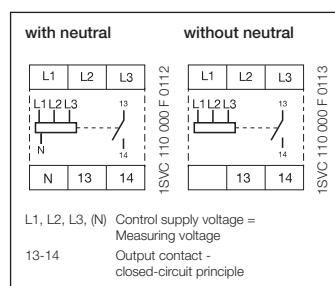 with neutral
without neutral
L1 L2 L3
L1 L2 L3
13
N
14
N 13 14
1SVC 110 000 F 0112
L1 L2 L3
L1 L2 L3
13
14
13 14
1SVC 110 000 F 0113
L1, L2, L3, (N) Control supply voltage =
Measuring voltage
13-14 Output contact -
closed-circuit principle